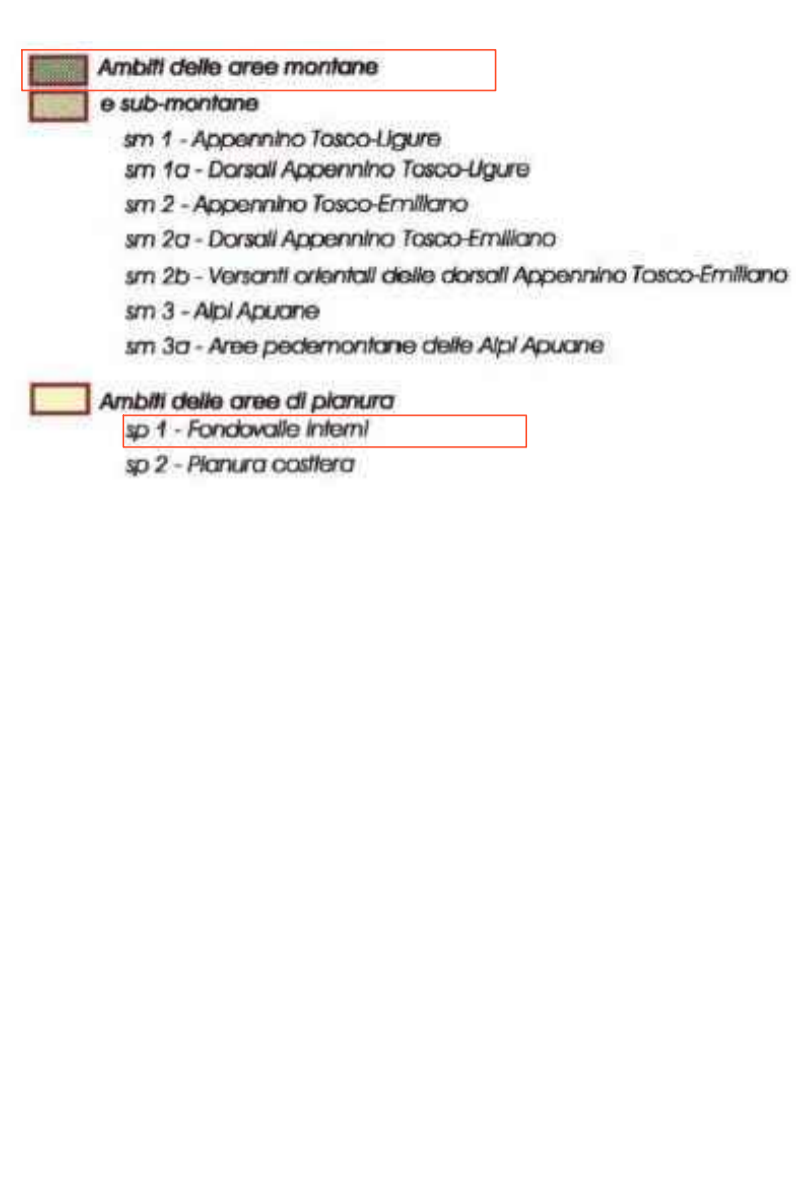 Ambiti delle aree montane
e sub-montane
sm 1 - Appennino Tosco-Ligure
sm 1a - Dorsali Appennino Tosco-Ligure
sm 2 - Appennino Tosco-Emiliano
sm 2a - Dorsali Appennino Tosco-Emiliano
sm 2b - Versanti orientali delle dorsali Appennino Tosco-Emiliano
sm 3 - Alpi Apuane
sm 3a - Aree pedemontane delle Alpi Apuane
Ambiti delle aree di pianura
sp 1 - Fondovalle interni
sp 2 - Pianura costiera